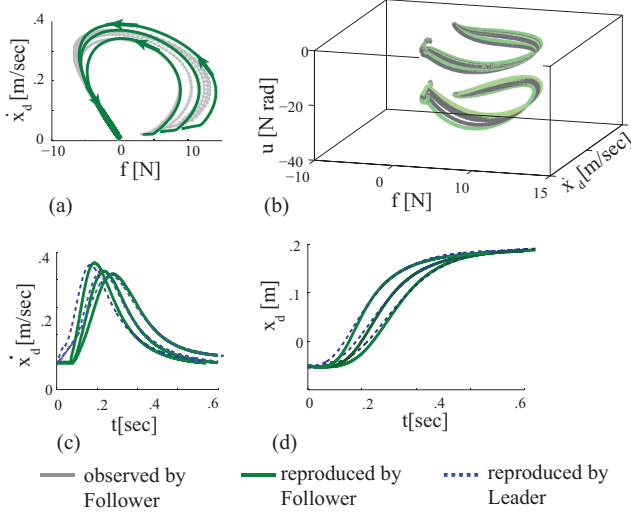 .4
.2
0
ẋd [m/sec]
−10
0
10
f [N]
(a)
0
−20
−40
u [N rad]
−10
0
10
15
f [N]
ẋd [m/sec]
(b)
.4
.2
0
ẋd [m/sec]
0
.2
.4
.6
t[sec]
(c)
.2
.1
0
xd [m]
0
.2
.4
.6
t[sec]
(d)
observed by
Follower
reproduced by
Follower
reproduced by
Leader